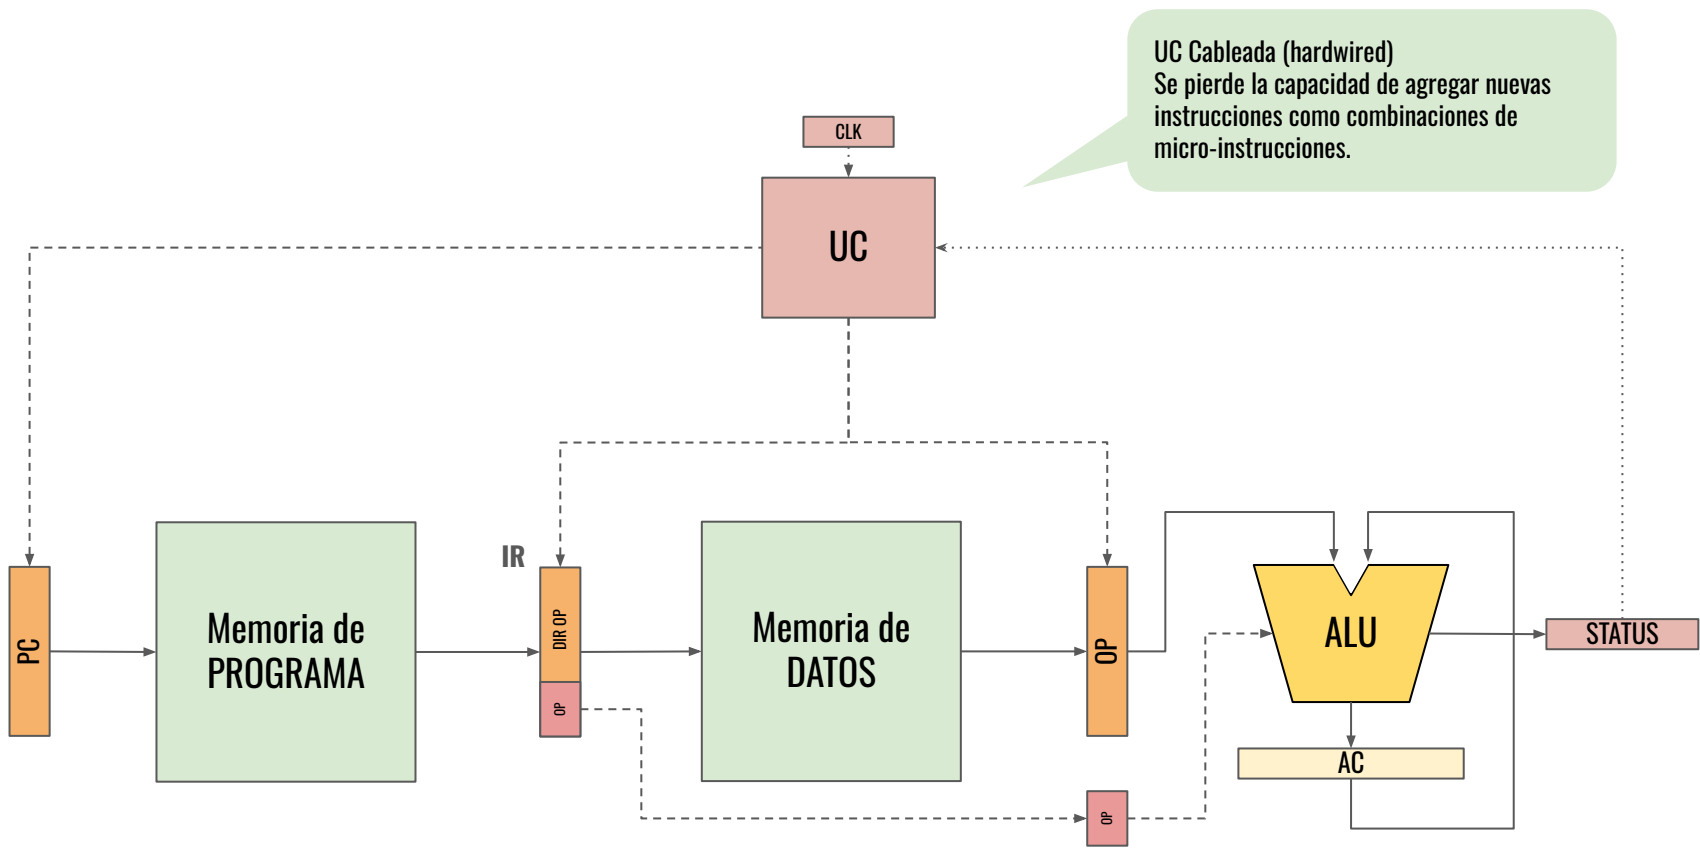 UC Cableada (hardwired)
Se pierde la capacidad de agregar nuevas
instrucciones como combinaciones de
micro-instrucciones.
CLK
UC
IR
PC
Memoria de
PROGRAMA
DIR OP
OP
Memoria de
DATOS
OP
OP
ALU
STATUS
AC